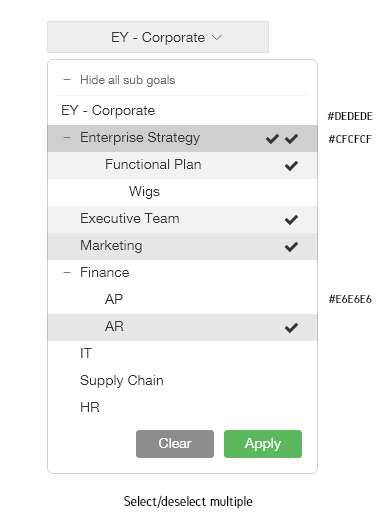 EY - Corporate
− Hide all sub goals
EY - Corporate
#DEDEDE
− Enterprise Strategy
#CFCFCF
Functional Plan
Wigs
Executive Team
Marketing
− Finance
AP
#E6E6E6
AR
IT
Supply Chain
HR
Clear Apply
Select/deselect multiple